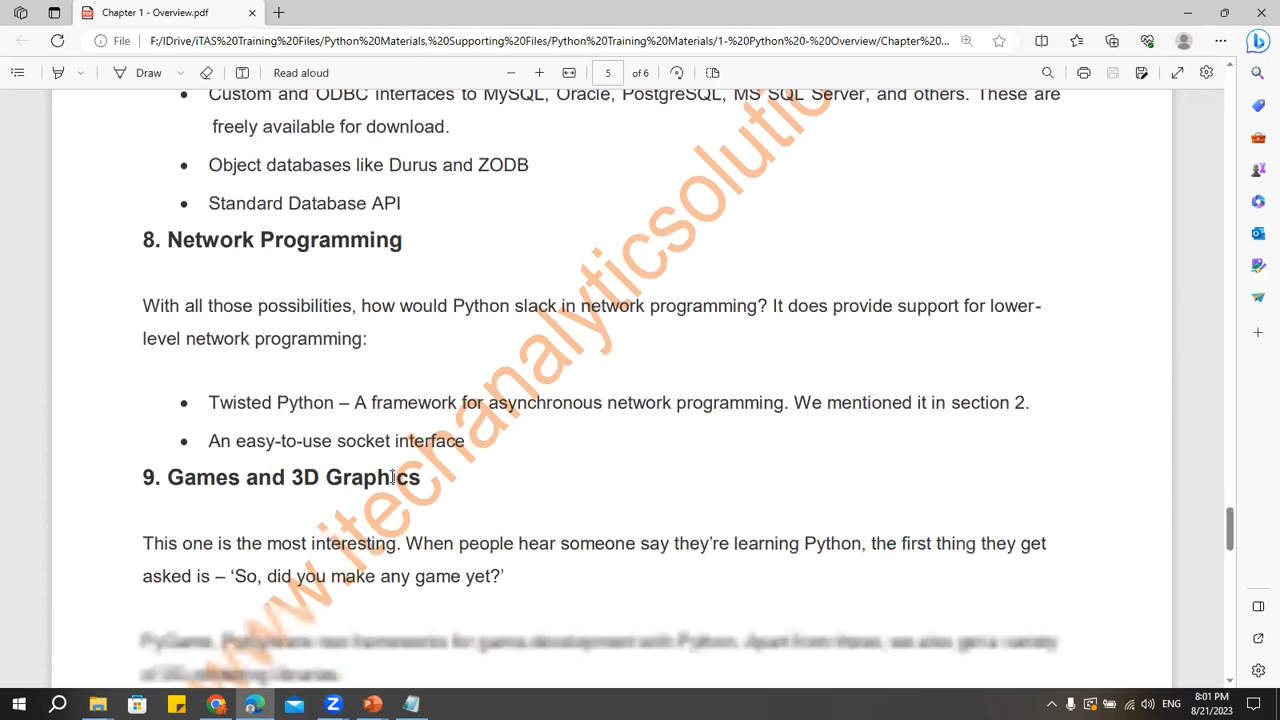 Chapter 1 - Overview.pdf
File F:/IDrive/iTAS%20Training%20Files/Python%20Materials,%20Supporting%20Files/Python%20Training%20Materials/1-%20Python%20-%20Overview/Chapter%20...
Draw Read aloud 5 of 6
Custom and ODBC interfaces to MySQL, Oracle, PostgreSQL, MS SQL Server, and others. These are
freely available for download.
• Object databases like Durus and ZODB
• Standard Database API
8. Network Programming
With all those possibilities, how would Python slack in network programming? It does provide support for lower-
level network programming:
• Twisted Python – A framework for asynchronous network programming. We mentioned it in section 2.
• An easy-to-use socket interface
9. Games and 3D Graphics
This one is the most interesting. When people hear someone say they're learning Python, the first thing they get
asked is – ‘So, did you make any game yet?’
www.itechanalyticsolutic
ENG
8:01 PM
8/21/2023